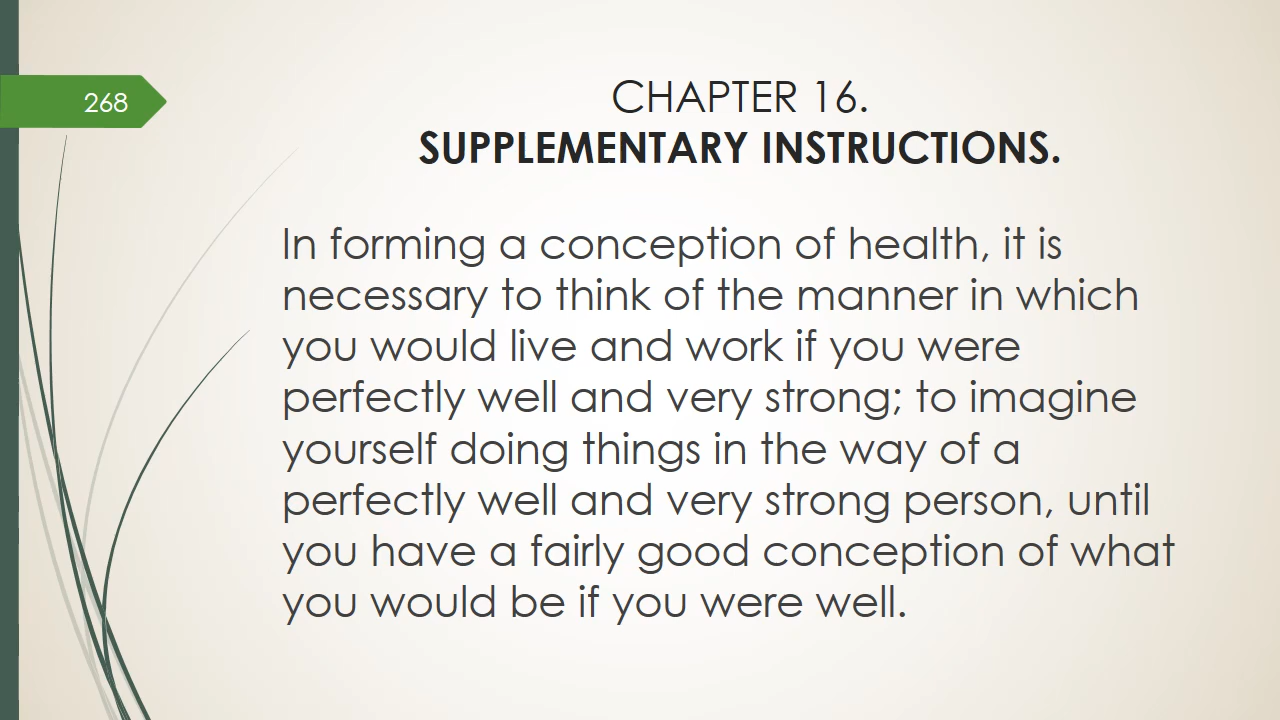 268
CHAPTER 16.
SUPPLEMENTARY INSTRUCTIONS.
In forming a conception of health, it is
necessary to think of the manner in which
you would live and work if you were
perfectly well and very strong; to imagine
yourself doing things in the way of a
perfectly well and very strong person, until
you have a fairly good conception of what
you would be if you were well.